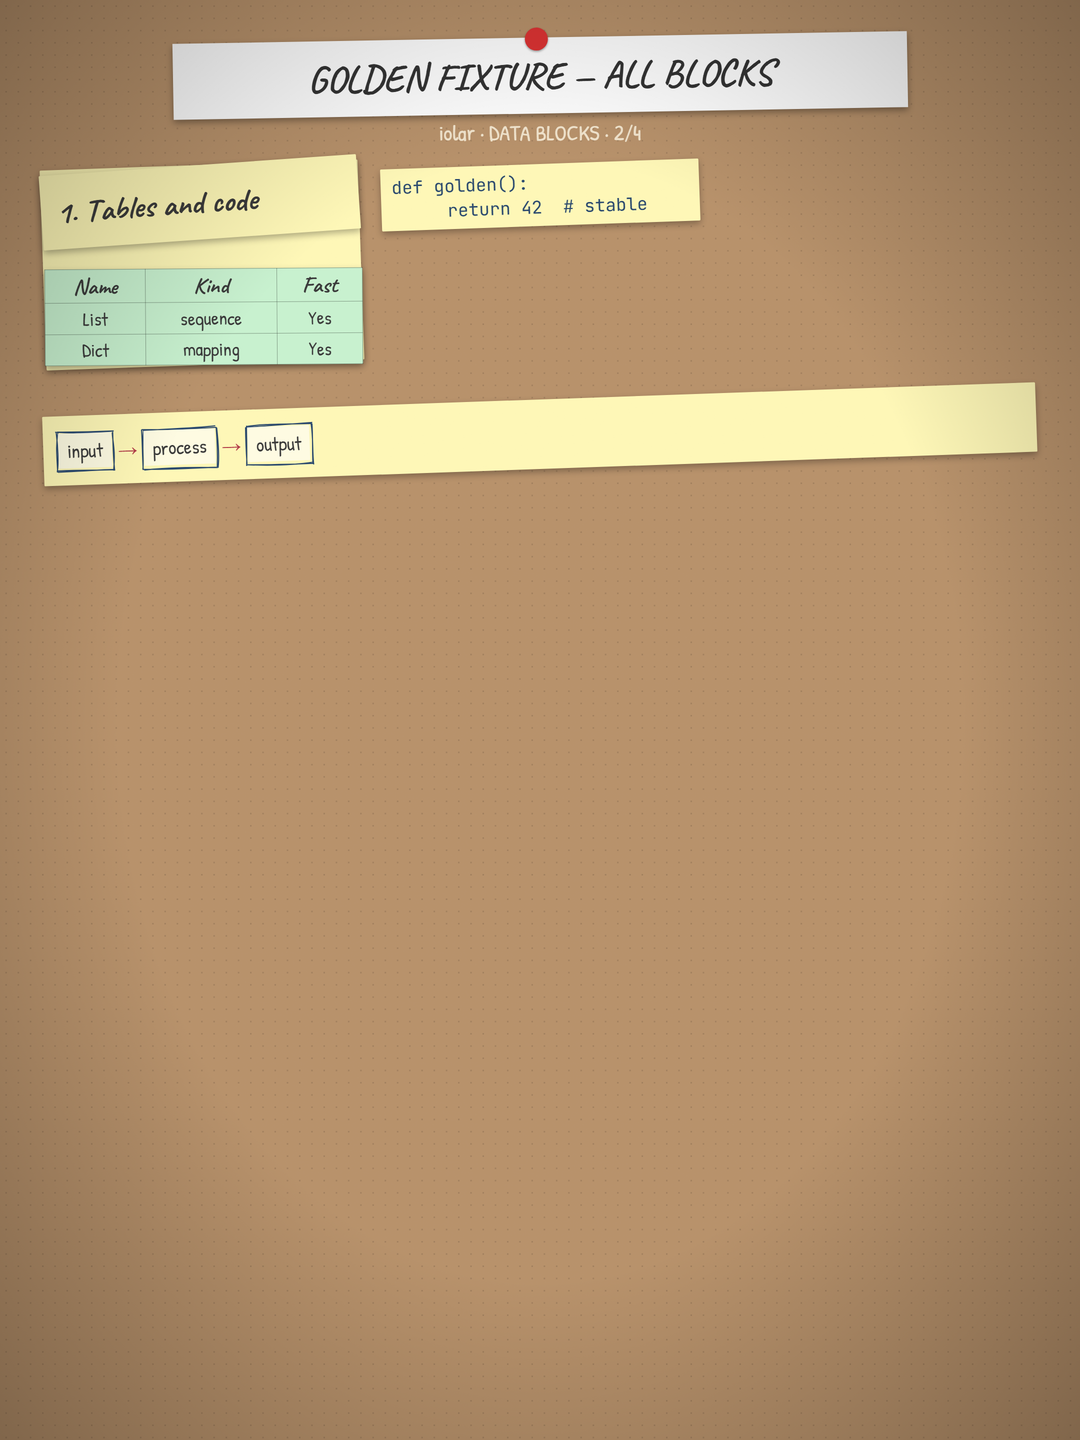 GOLDEN FIXTURE — ALL BLOCKS
iolar · DATA BLOCKS · 2/4
1. Tables and code
Name Kind Fast
List sequence Yes
Dict mapping Yes
def golden():
return 42  # stable
input → process → output